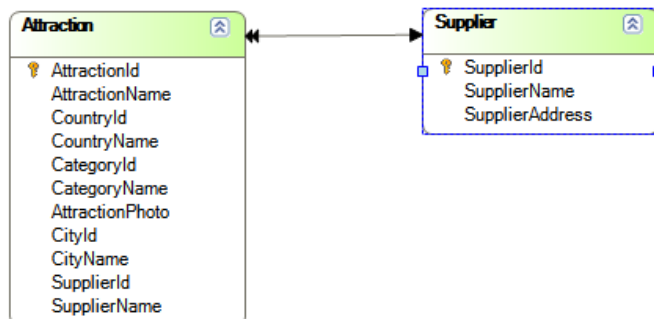 Attraction
AttractionId
AttractionName
CountryId
CountryName
CategoryId
CategoryName
AttractionPhoto
CityId
CityName
SupplierId
SupplierName
Supplier
SupplierId
SupplierName
SupplierAddress